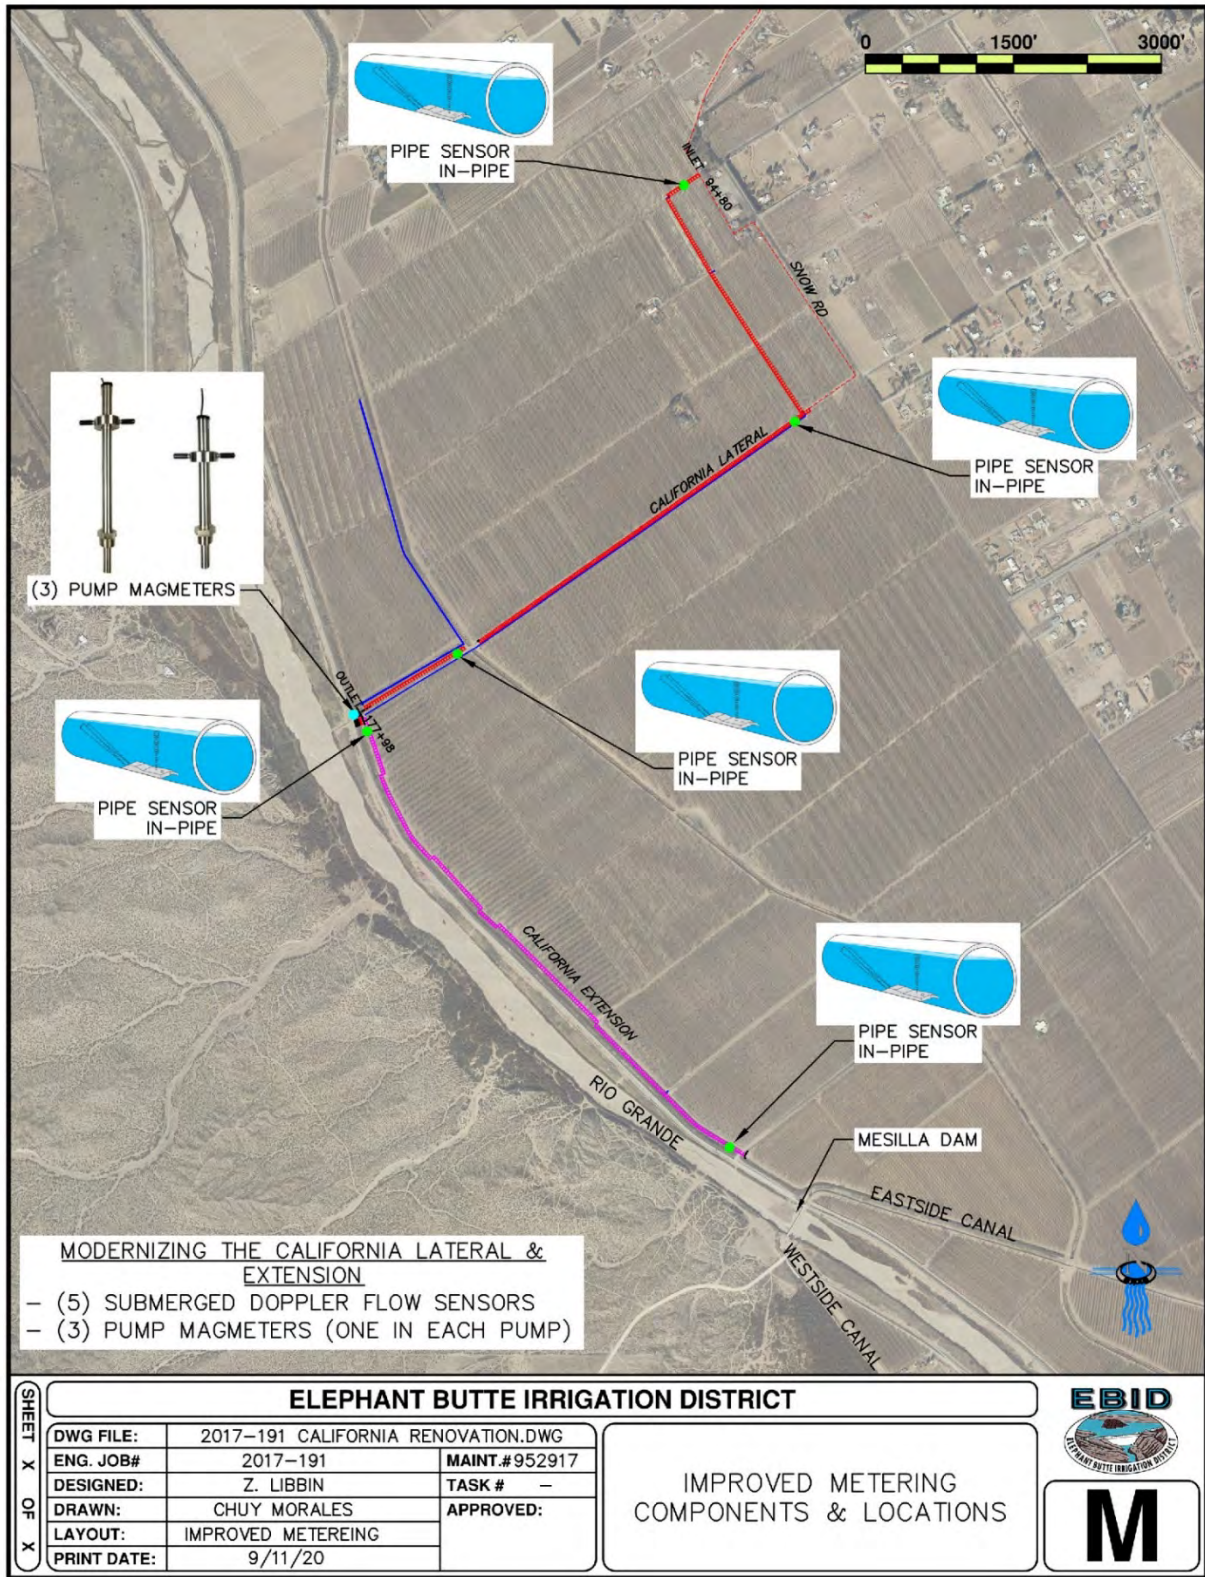 0 1500' 3000'
PIPE SENSOR
IN-PIPE
INLET 94+80
SNOW RD
PIPE SENSOR
IN-PIPE
CALIFORNIA LATERAL
(3) PUMP MAGMETERS
OUTLET 177+98
PIPE SENSOR
IN-PIPE
PIPE SENSOR
IN-PIPE
CALIFORNIA EXTENSION
PIPE SENSOR
IN-PIPE
RIO GRANDE
MESILLA DAM
EASTSIDE CANAL
WESTSIDE CANAL
MODERNIZING THE CALIFORNIA LATERAL &
EXTENSION
- (5) SUBMERGED DOPPLER FLOW SENSORS
- (3) PUMP MAGMETERS (ONE IN EACH PUMP)
SHEET X OF X
ELEPHANT BUTTE IRRIGATION DISTRICT
DWG FILE: 2017-191 CALIFORNIA RENOVATION.DWG
ENG. JOB# 2017-191 MAINT.#952917
DESIGNED: Z. LIBBIN TASK # -
DRAWN: CHUY MORALES APPROVED:
LAYOUT: IMPROVED METEREING
PRINT DATE: 9/11/20
IMPROVED METERING
COMPONENTS & LOCATIONS
EBID
ELEPHANT BUTTE IRRIGATION DISTRICT
M